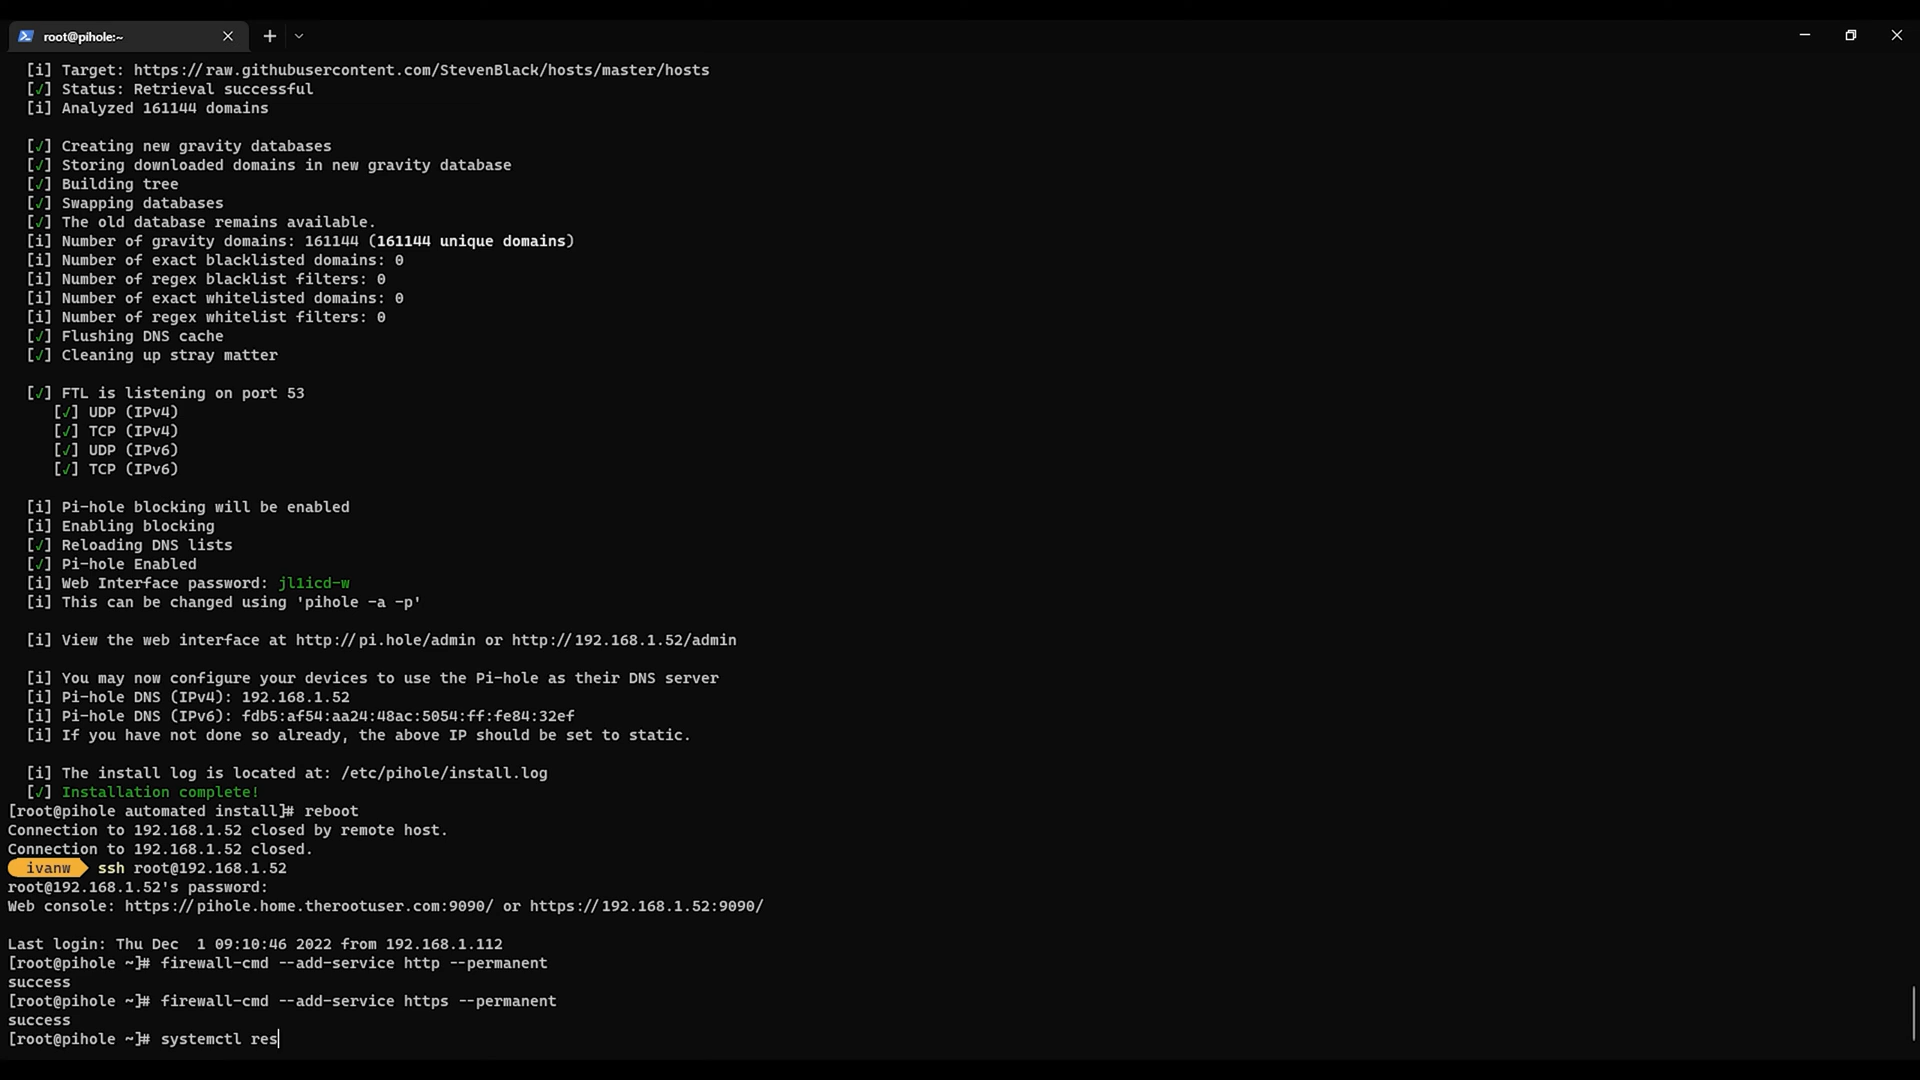 root@pihole:~
[i] Target: https://raw.githubusercontent.com/StevenBlack/hosts/master/hosts
[✓] Status: Retrieval successful
[i] Analyzed 161144 domains
[✓] Creating new gravity databases
[✓] Storing downloaded domains in new gravity database
[✓] Building tree
[✓] Swapping databases
[✓] The old database remains available.
[i] Number of gravity domains: 161144 (161144 unique domains)
[i] Number of exact blacklisted domains: 0
[i] Number of regex blacklist filters: 0
[i] Number of exact whitelisted domains: 0
[i] Number of regex whitelist filters: 0
[✓] Flushing DNS cache
[✓] Cleaning up stray matter
[✓] FTL is listening on port 53
[✓] UDP (IPv4)
[✓] TCP (IPv4)
[✓] UDP (IPv6)
[✓] TCP (IPv6)
[i] Pi-hole blocking will be enabled
[i] Enabling blocking
[✓] Reloading DNS lists
[✓] Pi-hole Enabled
[i] Web Interface password: jl1icd-w
[i] This can be changed using 'pihole -a -p'
[i] View the web interface at http://pi.hole/admin or http://192.168.1.52/admin
[i] You may now configure your devices to use the Pi-hole as their DNS server
[i] Pi-hole DNS (IPv4): 192.168.1.52
[i] Pi-hole DNS (IPv6): fdb5:af54:aa24:48ac:5054:ff:fe84:32ef
[i] If you have not done so already, the above IP should be set to static.
[i] The install log is located at: /etc/pihole/install.log
[✓] Installation complete!
[root@pihole automated install]# reboot
Connection to 192.168.1.52 closed by remote host.
Connection to 192.168.1.52 closed.
ivanw ssh root@192.168.1.52
root@192.168.1.52's password:
Web console: https://pihole.home.therootuser.com:9090/ or https://192.168.1.52:9090/
Last login: Thu Dec  1 09:10:46 2022 from 192.168.1.112
[root@pihole ~]# firewall-cmd --add-service http --permanent
success
[root@pihole ~]# firewall-cmd --add-service https --permanent
success
[root@pihole ~]# systemctl res